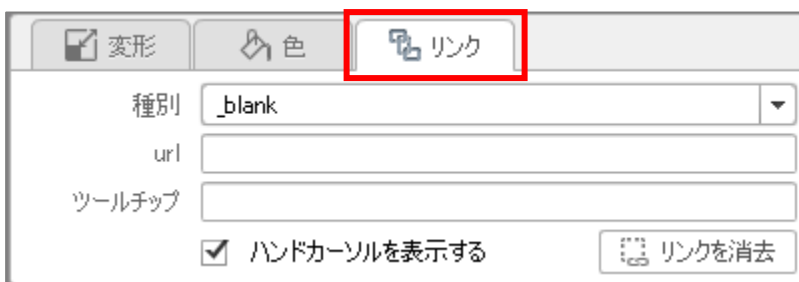 変形 色 リンク
種別 _blank
url
ツールチップ
ハンドカーソルを表示する リンクを消去